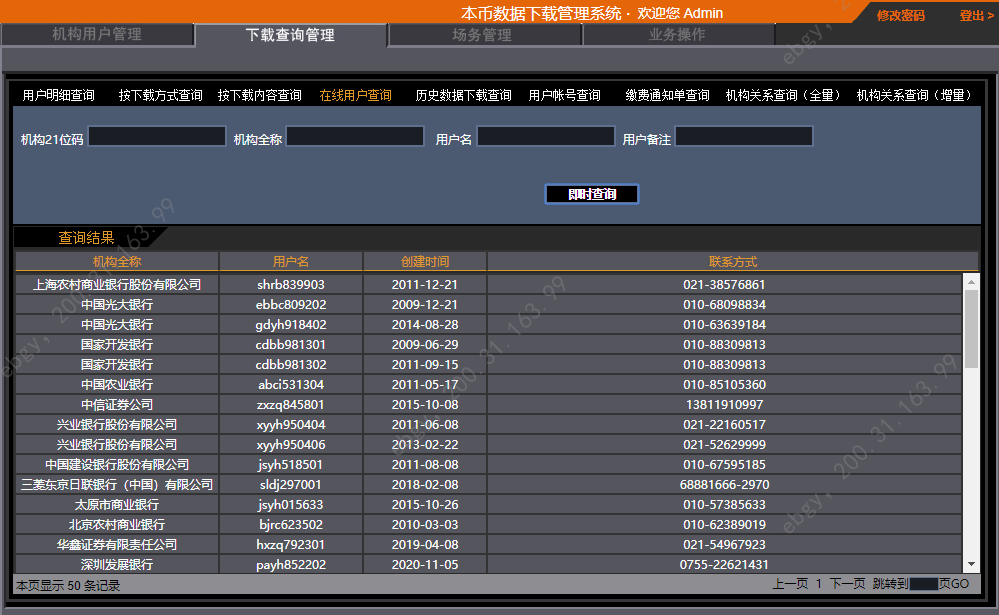 本币数据下载管理系统 · 欢迎您 Admin 修改密码 登出 >
机构用户管理 下载查询管理 场务管理 业务操作
用户明细查询 按下载方式查询 按下载内容查询 在线用户查询 历史数据下载查询 用户帐号查询 缴费通知单查询 机构关系查询（全量） 机构关系查询（增量）
机构21位码 机构全称 用户名 用户备注
即时查询
查询结果
机构全称 用户名 创建时间 联系方式
上海农村商业银行股份有限公司 shrb839903 2011-12-21 021-38576861
中国光大银行 ebbc809202 2009-12-21 010-68098834
中国光大银行 gdyh918402 2014-08-28 010-63639184
国家开发银行 cdbb981301 2009-06-29 010-88309813
国家开发银行 cdbb981302 2011-09-15 010-88309813
中国农业银行 abci531304 2011-05-17 010-85105360
中信证券公司 zxzq845801 2015-10-08 13811910997
兴业银行股份有限公司 xyyh950404 2011-06-08 021-22160517
兴业银行股份有限公司 xyyh950406 2013-02-22 021-52629999
中国建设银行股份有限公司 jsyh518501 2011-08-08 010-67595185
三菱东京日联银行（中国）有限公司 sldj297001 2018-02-08 68881666-2970
太原市商业银行 jsyh015633 2015-10-26 010-57385633
北京农村商业银行 bjrc623502 2010-03-03 010-62389019
华鑫证券有限责任公司 hxzq792301 2019-04-08 021-54967923
深圳发展银行 payh852202 2020-11-05 0755-22621431
本页显示 50 条记录 上一页 1 下一页 跳转到 页GO
ebgy, 200.31.163.99
ebgy, 200.31.163.99